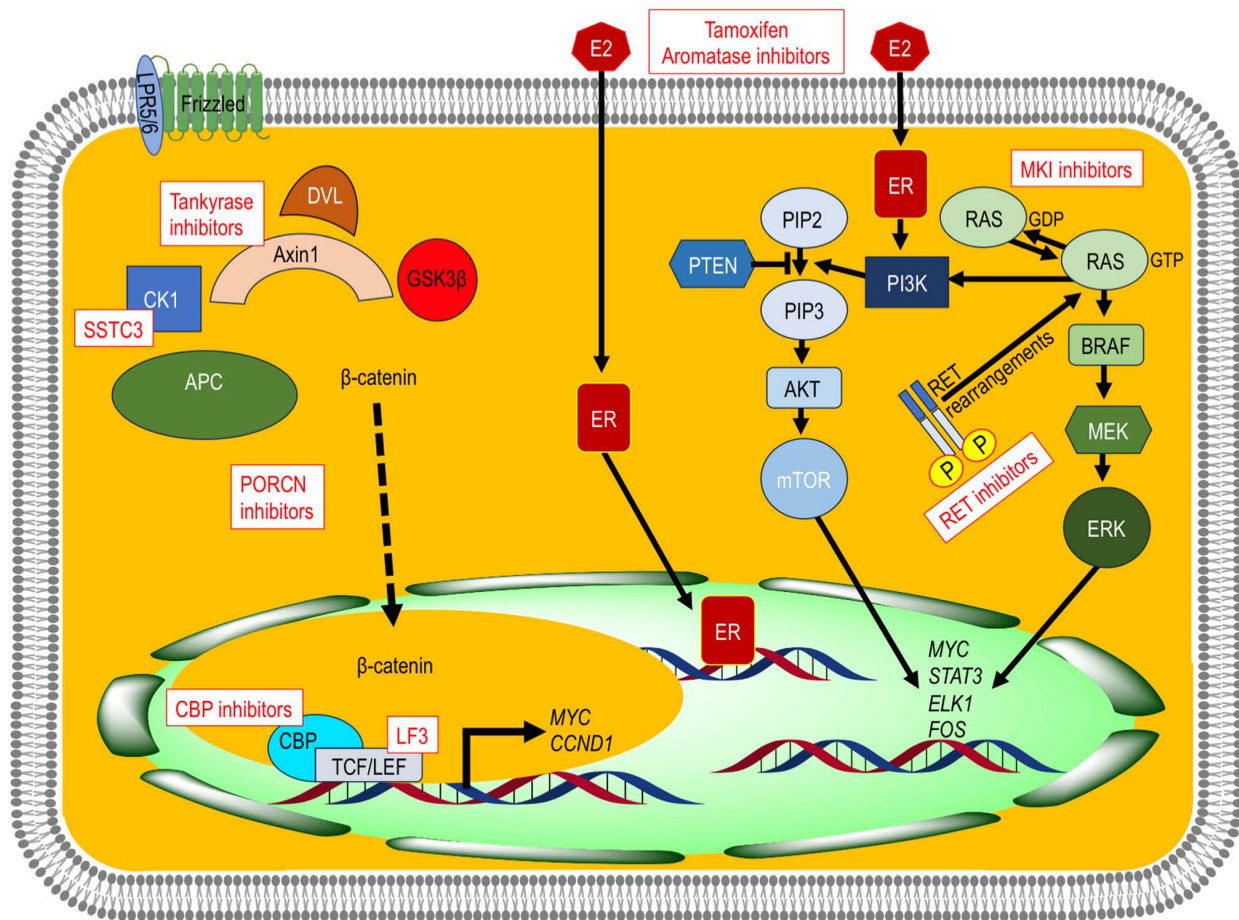 E2
Tamoxifen
Aromatase inhibitors
E2
LPR5/6
Frizzled
Tankyrase
inhibitors
DVL
Axin1
GSK3β
CK1
SSTC3
APC
β-catenin
PORCN
inhibitors
ER
ER
MKI inhibitors
PIP2
RAS
GDP
PTEN
PI3K
RAS
GTP
PIP3
BRAF
RET
rearrangements
AKT
MEK
P
P
mTOR
RET inhibitors
ERK
ER
β-catenin
MYC
STAT3
ELK1
FOS
CBP inhibitors
CBP
LF3
TCF/LEF
MYC
CCND1